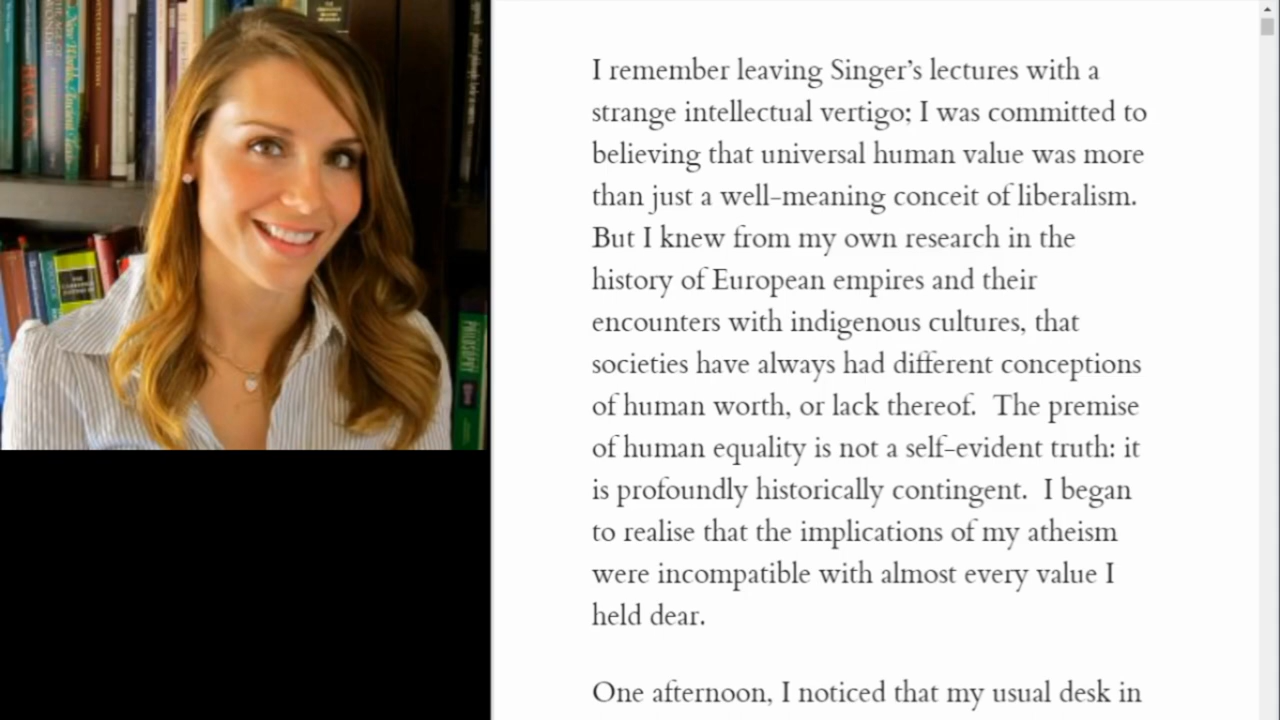 I remember leaving Singer’s lectures with a
strange intellectual vertigo; I was committed to
believing that universal human value was more
than just a well-meaning conceit of liberalism.
But I knew from my own research in the
history of European empires and their
encounters with indigenous cultures, that
societies have always had different conceptions
of human worth, or lack thereof.  The premise
of human equality is not a self-evident truth: it
is profoundly historically contingent.  I began
to realise that the implications of my atheism
were incompatible with almost every value I
held dear.
One afternoon, I noticed that my usual desk in
PHILOSOPHY